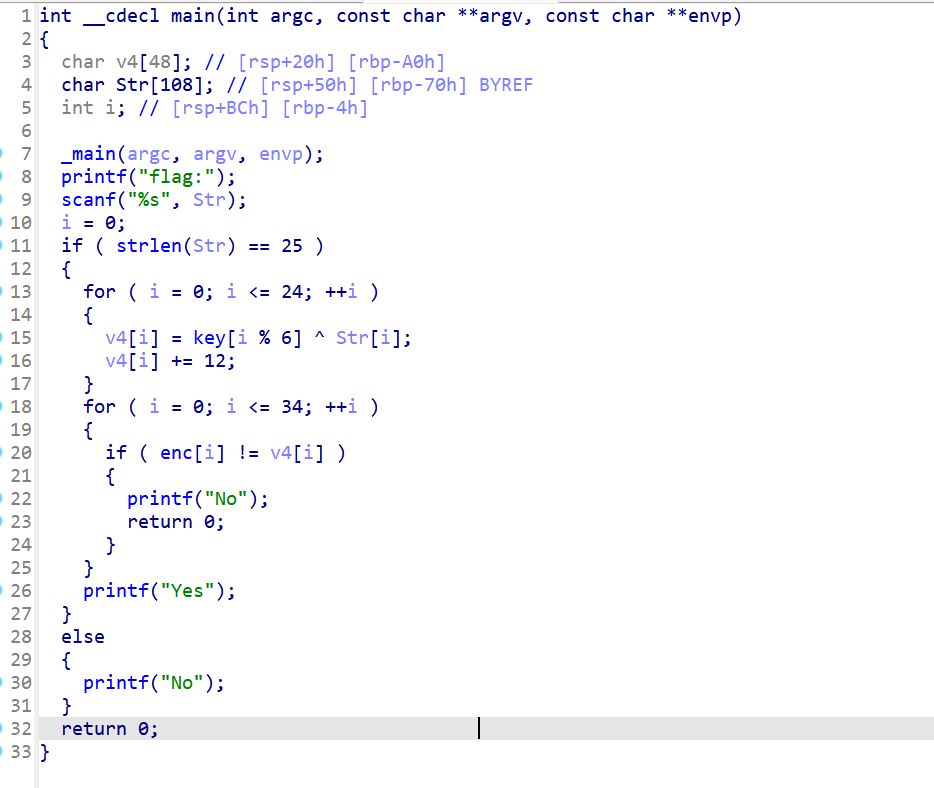 1 int __cdecl main(int argc, const char **argv, const char **envp)
2 {
3   char v4[48]; // [rsp+20h] [rbp-A0h]
4   char Str[108]; // [rsp+50h] [rbp-70h] BYREF
5   int i; // [rsp+BCh] [rbp-4h]
6
7   _main(argc, argv, envp);
8   printf("flag:");
9   scanf("%s", Str);
10   i = 0;
11   if ( strlen(Str) == 25 )
12   {
13     for ( i = 0; i <= 24; ++i )
14     {
15       v4[i] = key[i % 6] ^ Str[i];
16       v4[i] += 12;
17     }
18     for ( i = 0; i <= 34; ++i )
19     {
20       if ( enc[i] != v4[i] )
21       {
22         printf("No");
23         return 0;
24       }
25     }
26     printf("Yes");
27   }
28   else
29   {
30     printf("No");
31   }
32   return 0;
33 }